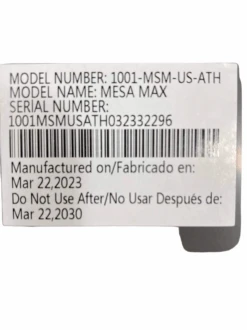 MODEL NUMBER: 1001-MSM-US-ATH
MODEL NAME: MESA MAX
SERIAL NUMBER:
1001MSMUSATH032332296
Manufactured on/Fabricado en:
Mar 22,2023
Do Not Use After/No Usar Después de:
Mar 22,2030